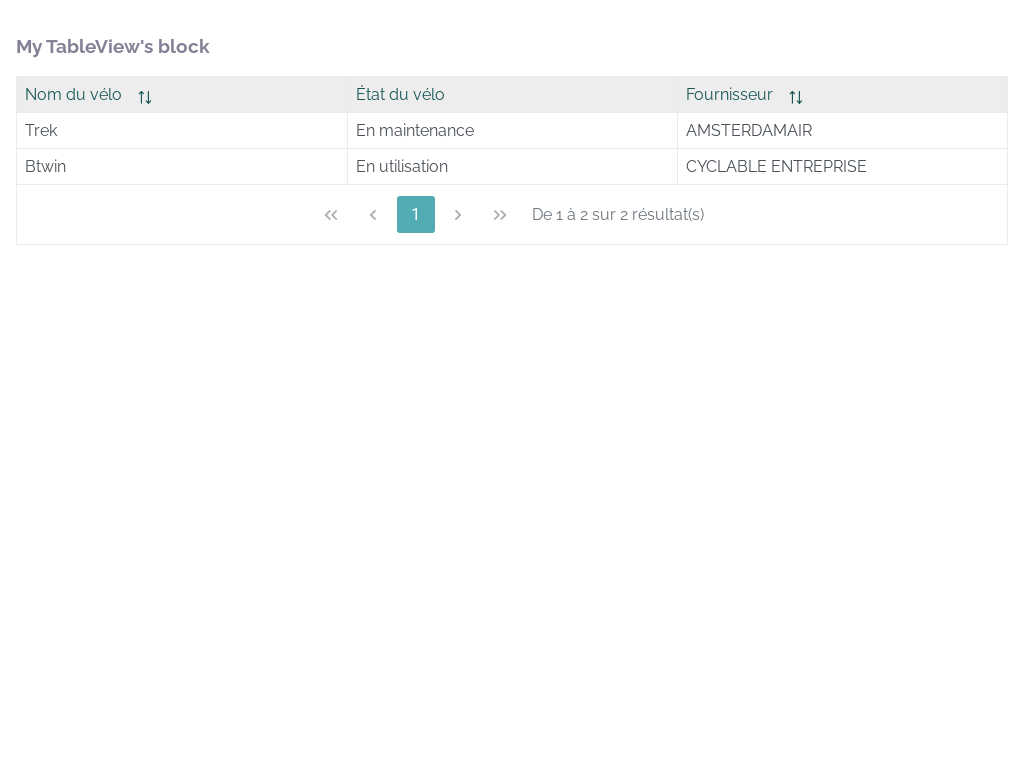 My TableView's block
Nom du vélo État du vélo Fournisseur
Trek En maintenance AMSTERDAMAIR
Btwin En utilisation CYCLABLE ENTREPRISE
1 De 1 à 2 sur 2 résultat(s)